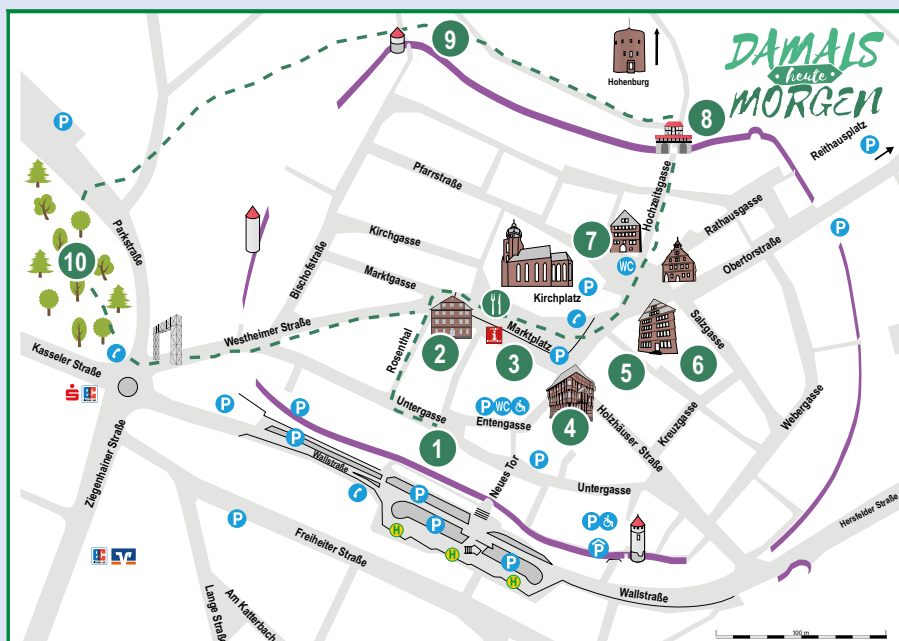 DAMALS
heute
MORGEN
9
Hohenburg
8
P
Reithausplatz
P
Pfarrstraße
Hochzeitsgasse
Rathausgasse
Parkstraße
10
Kirchgasse
7
WC
Obertorstraße
P
Bischofstraße
Marktgasse
Kirchplatz
P
Salzgasse
Westheimer Straße
Rosenthal
2
i
Marktplatz
3
P
5
6
Kasseler Straße
S
Untergasse
1
P
WC
Entengasse
4
Holzhäuser Straße
Kreuzgasse
Webergasse
P
P
P
Ziegenhainer Straße
Wallstraße
Neues Tor
P
Untergasse
Hersfelder Straße
P
P
P
P
P
P
H
H
H
Freiheiter Straße
Wallstraße
Lange Straße
Am Katterbach
100 m